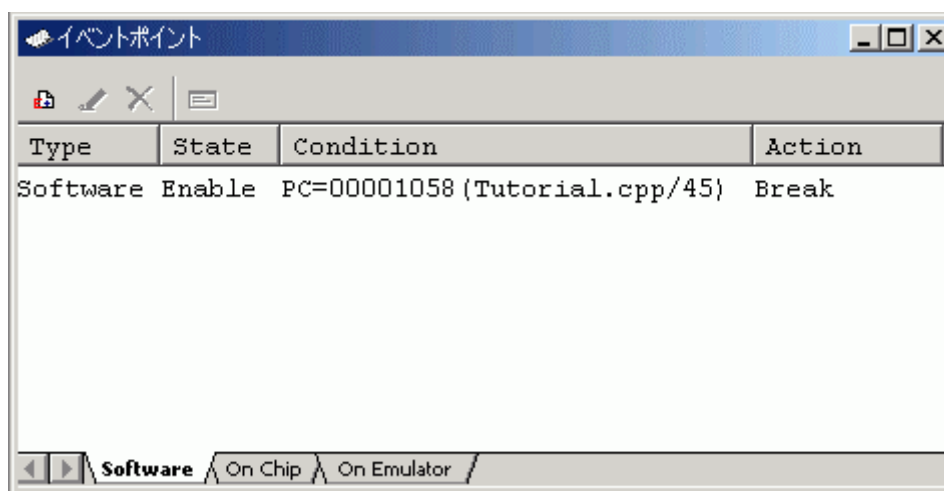 イベントポイント
Type State Condition Action
Software Enable PC=00001058(Tutorial.cpp/45) Break
Software On Chip On Emulator